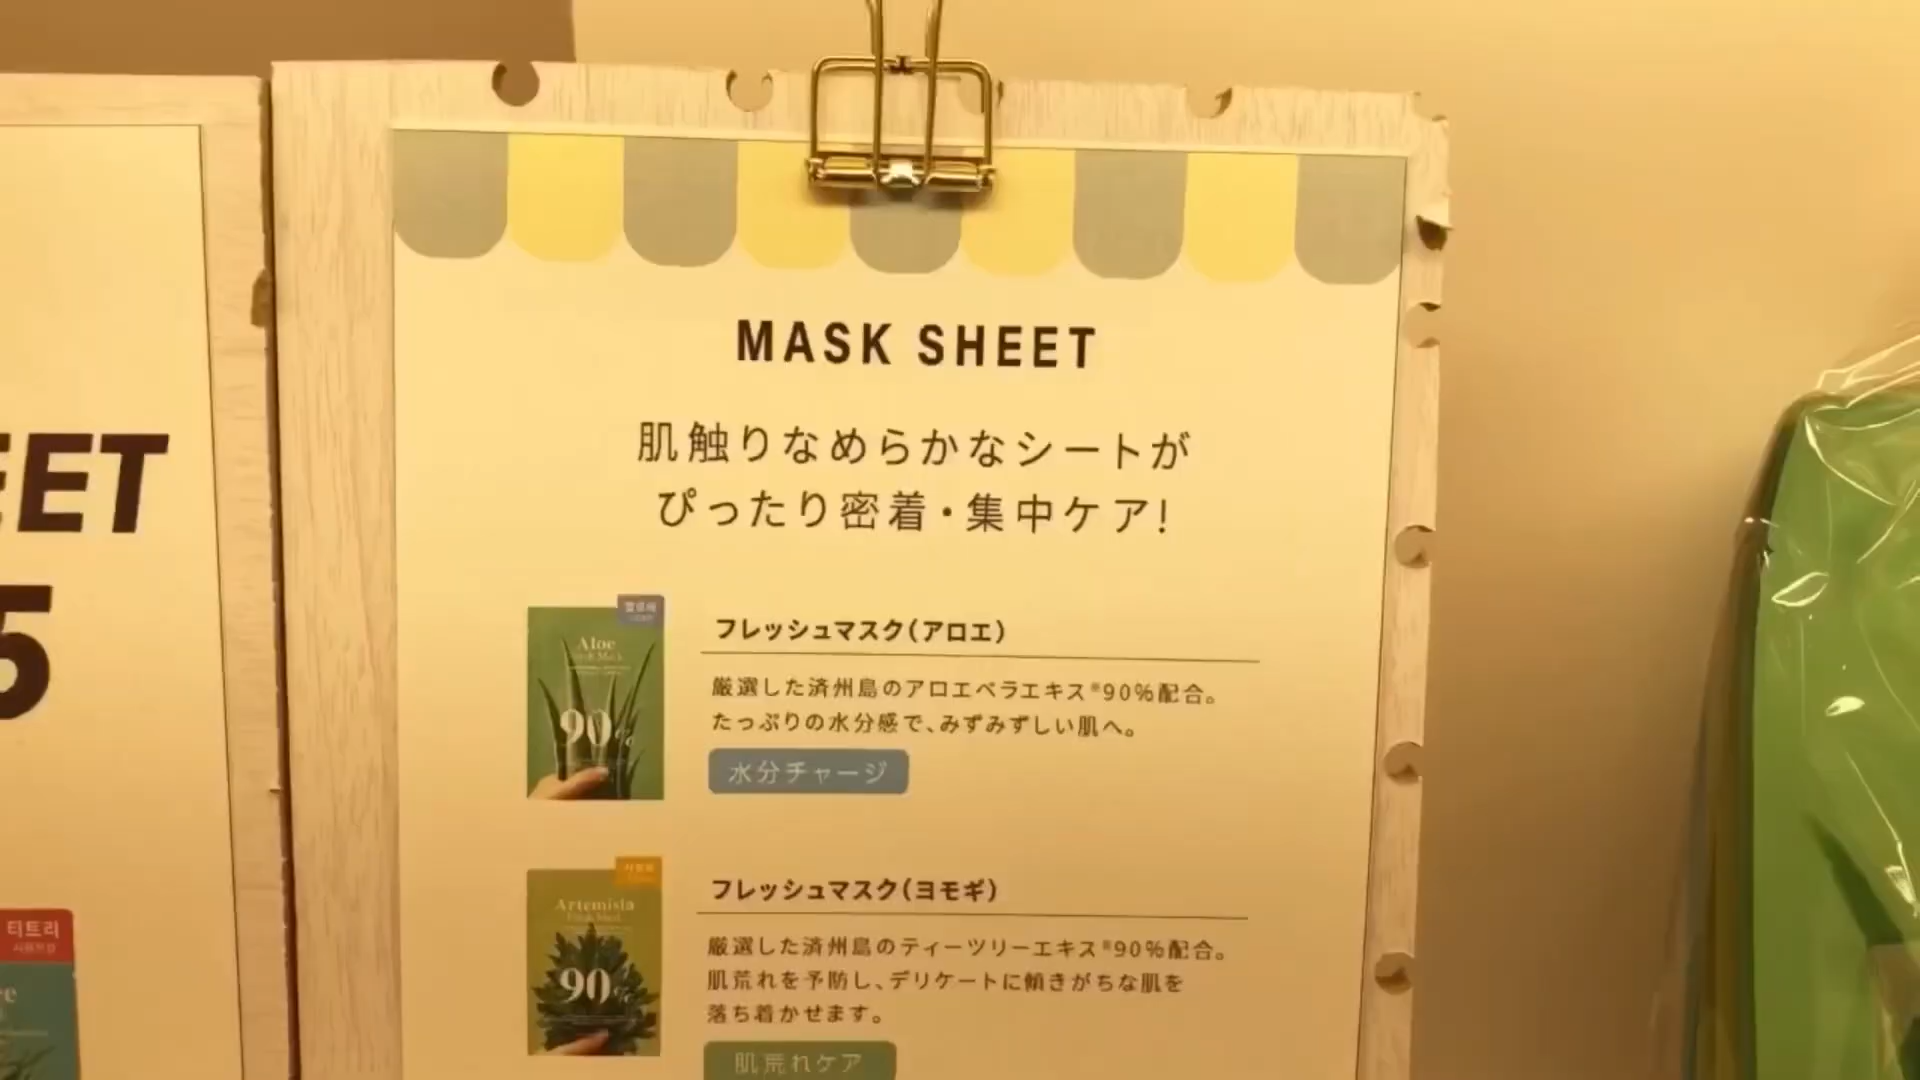 EET
5
티트리
MASK SHEET
肌触りなめらかなシートが
ぴったり密着・集中ケア!
Aloe
90%
フレッシュマスク(アロエ)
厳選した済州島のアロエベラエキス※90%配合。
たっぷりの水分感で、みずみずしい肌へ。
水分チャージ
Artemisia
Fresh Mask
90%
フレッシュマスク(ヨモギ)
厳選した済州島のティーツリーエキス※90%配合。
肌荒れを予防し、デリケートに傾きがちな肌を
落ち着かせます。
肌荒れケア